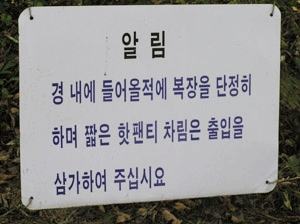 알 림
경 내에 들어올적에 복장을 단정히
하며 짧은 핫팬티 차림은 출입을
삼가하여 주십시요